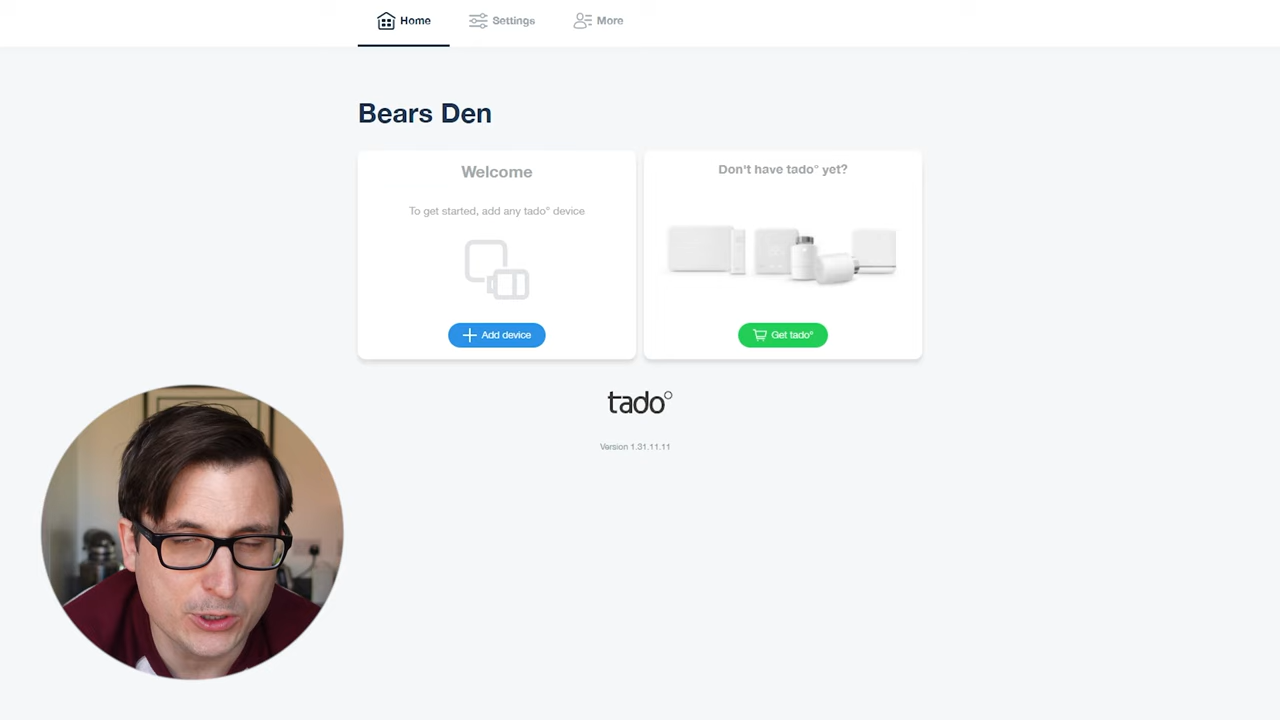 Home
Settings
More
Bears Den
Welcome
To get started, add any tado° device
Add device
Don't have tado° yet?
Get tado°
tado°
Version 1.31.11.11